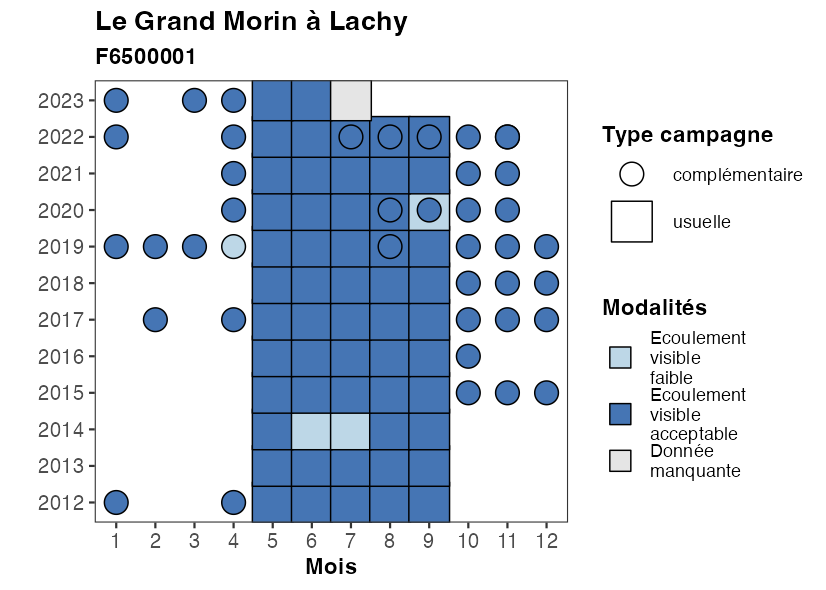 Le Grand Morin à Lachy
F6500001
2023
2022
2021
2020
2019
2018
2017
2016
2015
2014
2013
2012
1 2 3 4 5 6 7 8 9 10 11 12
Mois
Type campagne
complémentaire
usuelle
Modalités
Ecoulement
visible
faible
Ecoulement
visible
acceptable
Donnée
manquante